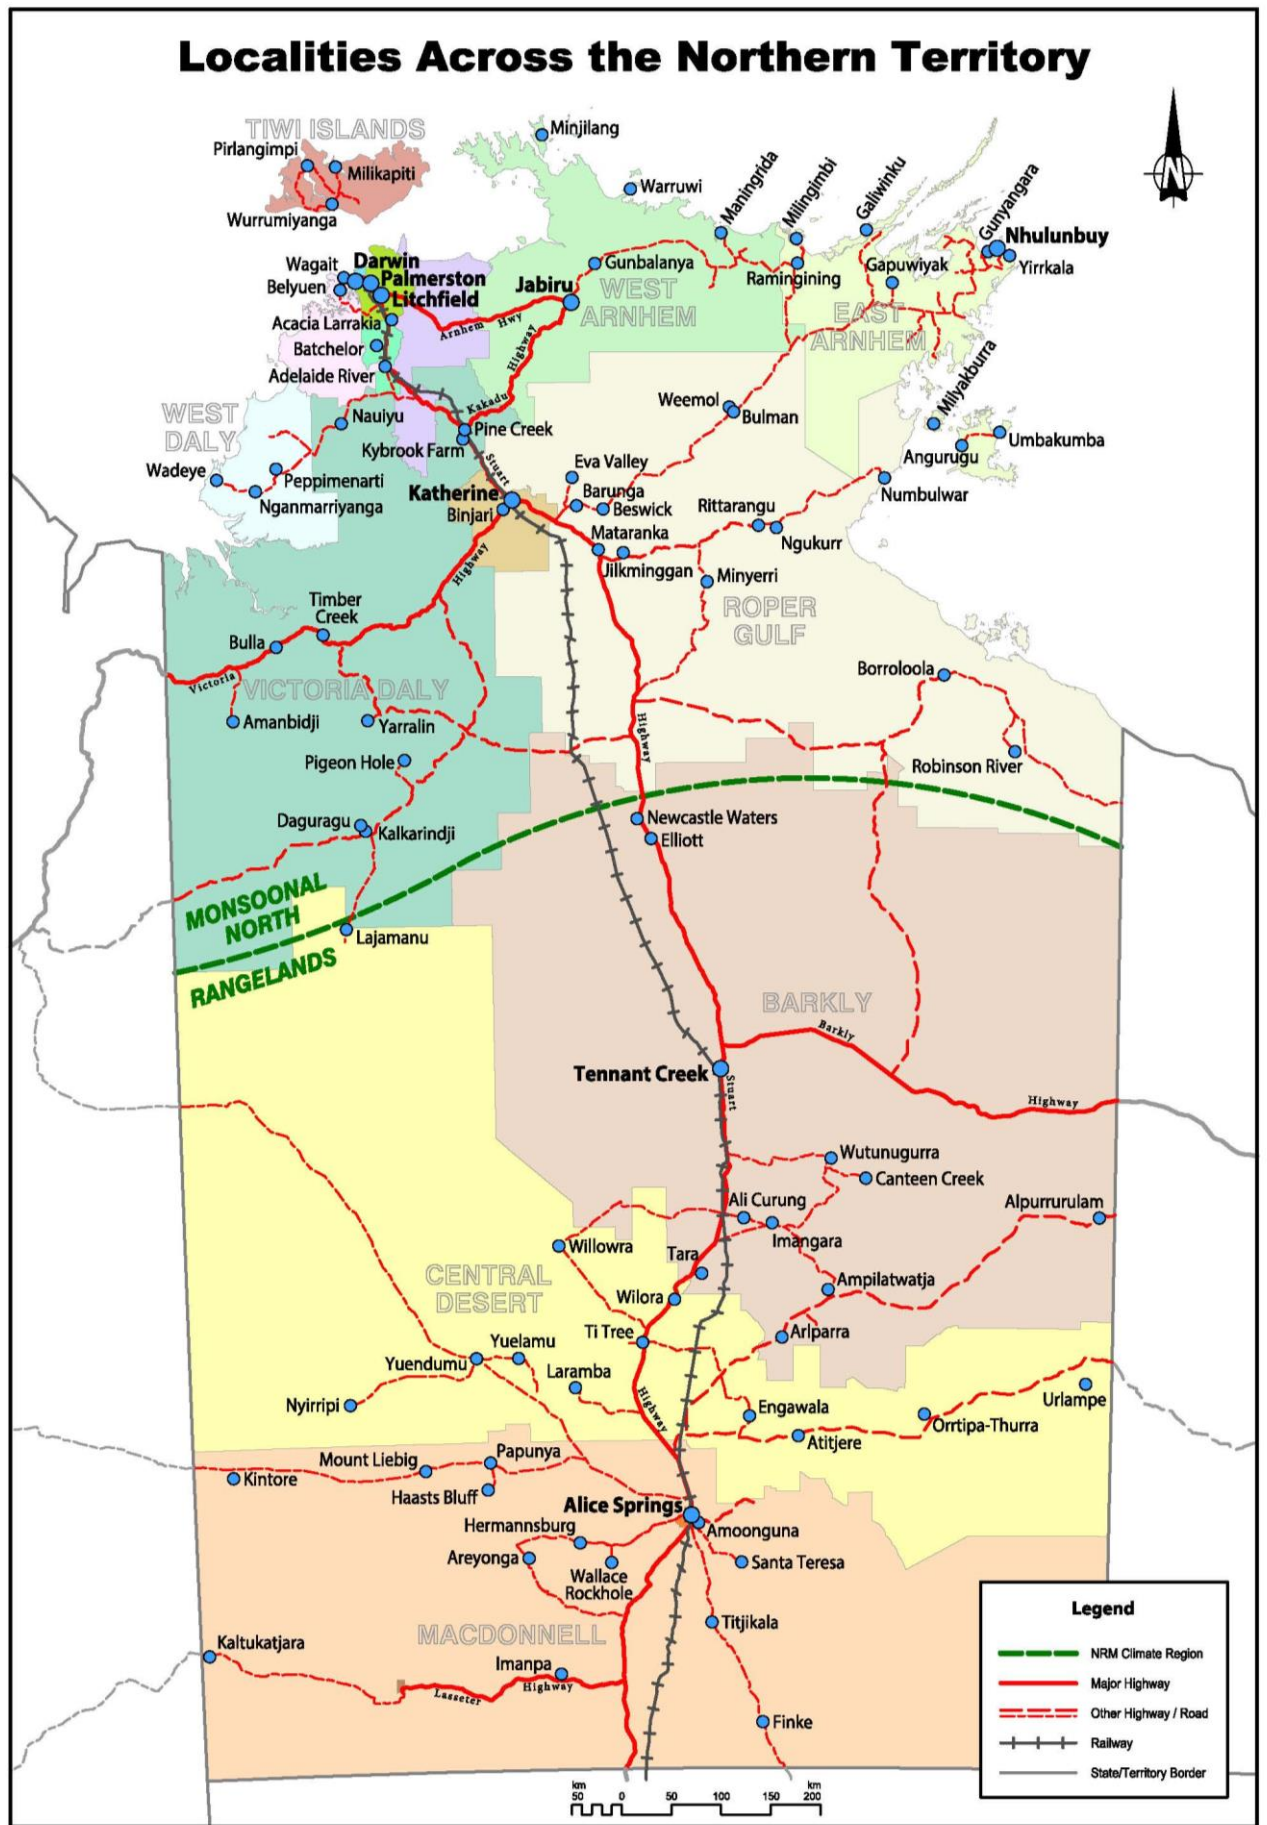 Localities Across the Northern Territory
TIWI ISLANDS
Pirlangimpi
Milikapiti
Wurrumiyanga
Minjilang
Warruwi
Maningrida
Milingimbi
Galiwinku
Gunyangara
Nhulunbuy
Yirrkala
Gapuwiyak
Ramingining
Gunbalanya
Wagait
Darwin
Belyuen
Palmerston
Litchfield
Jabiru
WEST
ARNHEM
EAST
ARNHEM
Acacia Larrakia
Arnhem Hwy
Batchelor
Adelaide River
Kakadu Highway
Milyakburra
Weemol
Bulman
WEST
DALY
Nauiyu
Pine Creek
Kybrook Farm
Umbakumba
Angurugu
Wadeye
Peppimenarti
Nganmarriyanga
Stuart
Eva Valley
Numbulwar
Katherine
Barunga
Beswick
Binjari
Rittarangu
Ngukurr
Mataranka
Jilkminggan
Minyerri
Highway
ROPER
GULF
Timber
Creek
Bulla
Victoria
VICTORIA DALY
Borroloola
Amanbidji
Yarralin
Highway
Pigeon Hole
Robinson River
Daguragu
Kalkarindji
Newcastle Waters
Elliott
MONSOONAL
NORTH
RANGELANDS
Lajamanu
BARKLY
Barkly
Tennant Creek
Stuart
Highway
Wutunugurra
Canteen Creek
Ali Curung
Imangara
Alpurrurulam
Willowra
Tara
CENTRAL
DESERT
Wilora
Ampilatwatja
Ti Tree
Arlparra
Yuelamu
Yuendumu
Laramba
Nyirripi
Highway
Engawala
Urlampe
Orrtipa-Thurra
Atitjere
Mount Liebig
Papunya
Kintore
Haasts Bluff
Alice Springs
Amoonguna
Hermannsburg
Areyonga
Wallace
Rockhole
Santa Teresa
Titjikala
MACDONNELL
Kaltukatjara
Imanpa
Lasseter Highway
Finke
Legend
NRM Climate Region
Major Highway
Other Highway / Road
Railway
State/Territory Border
km km
50 0 50 100 150 200
N